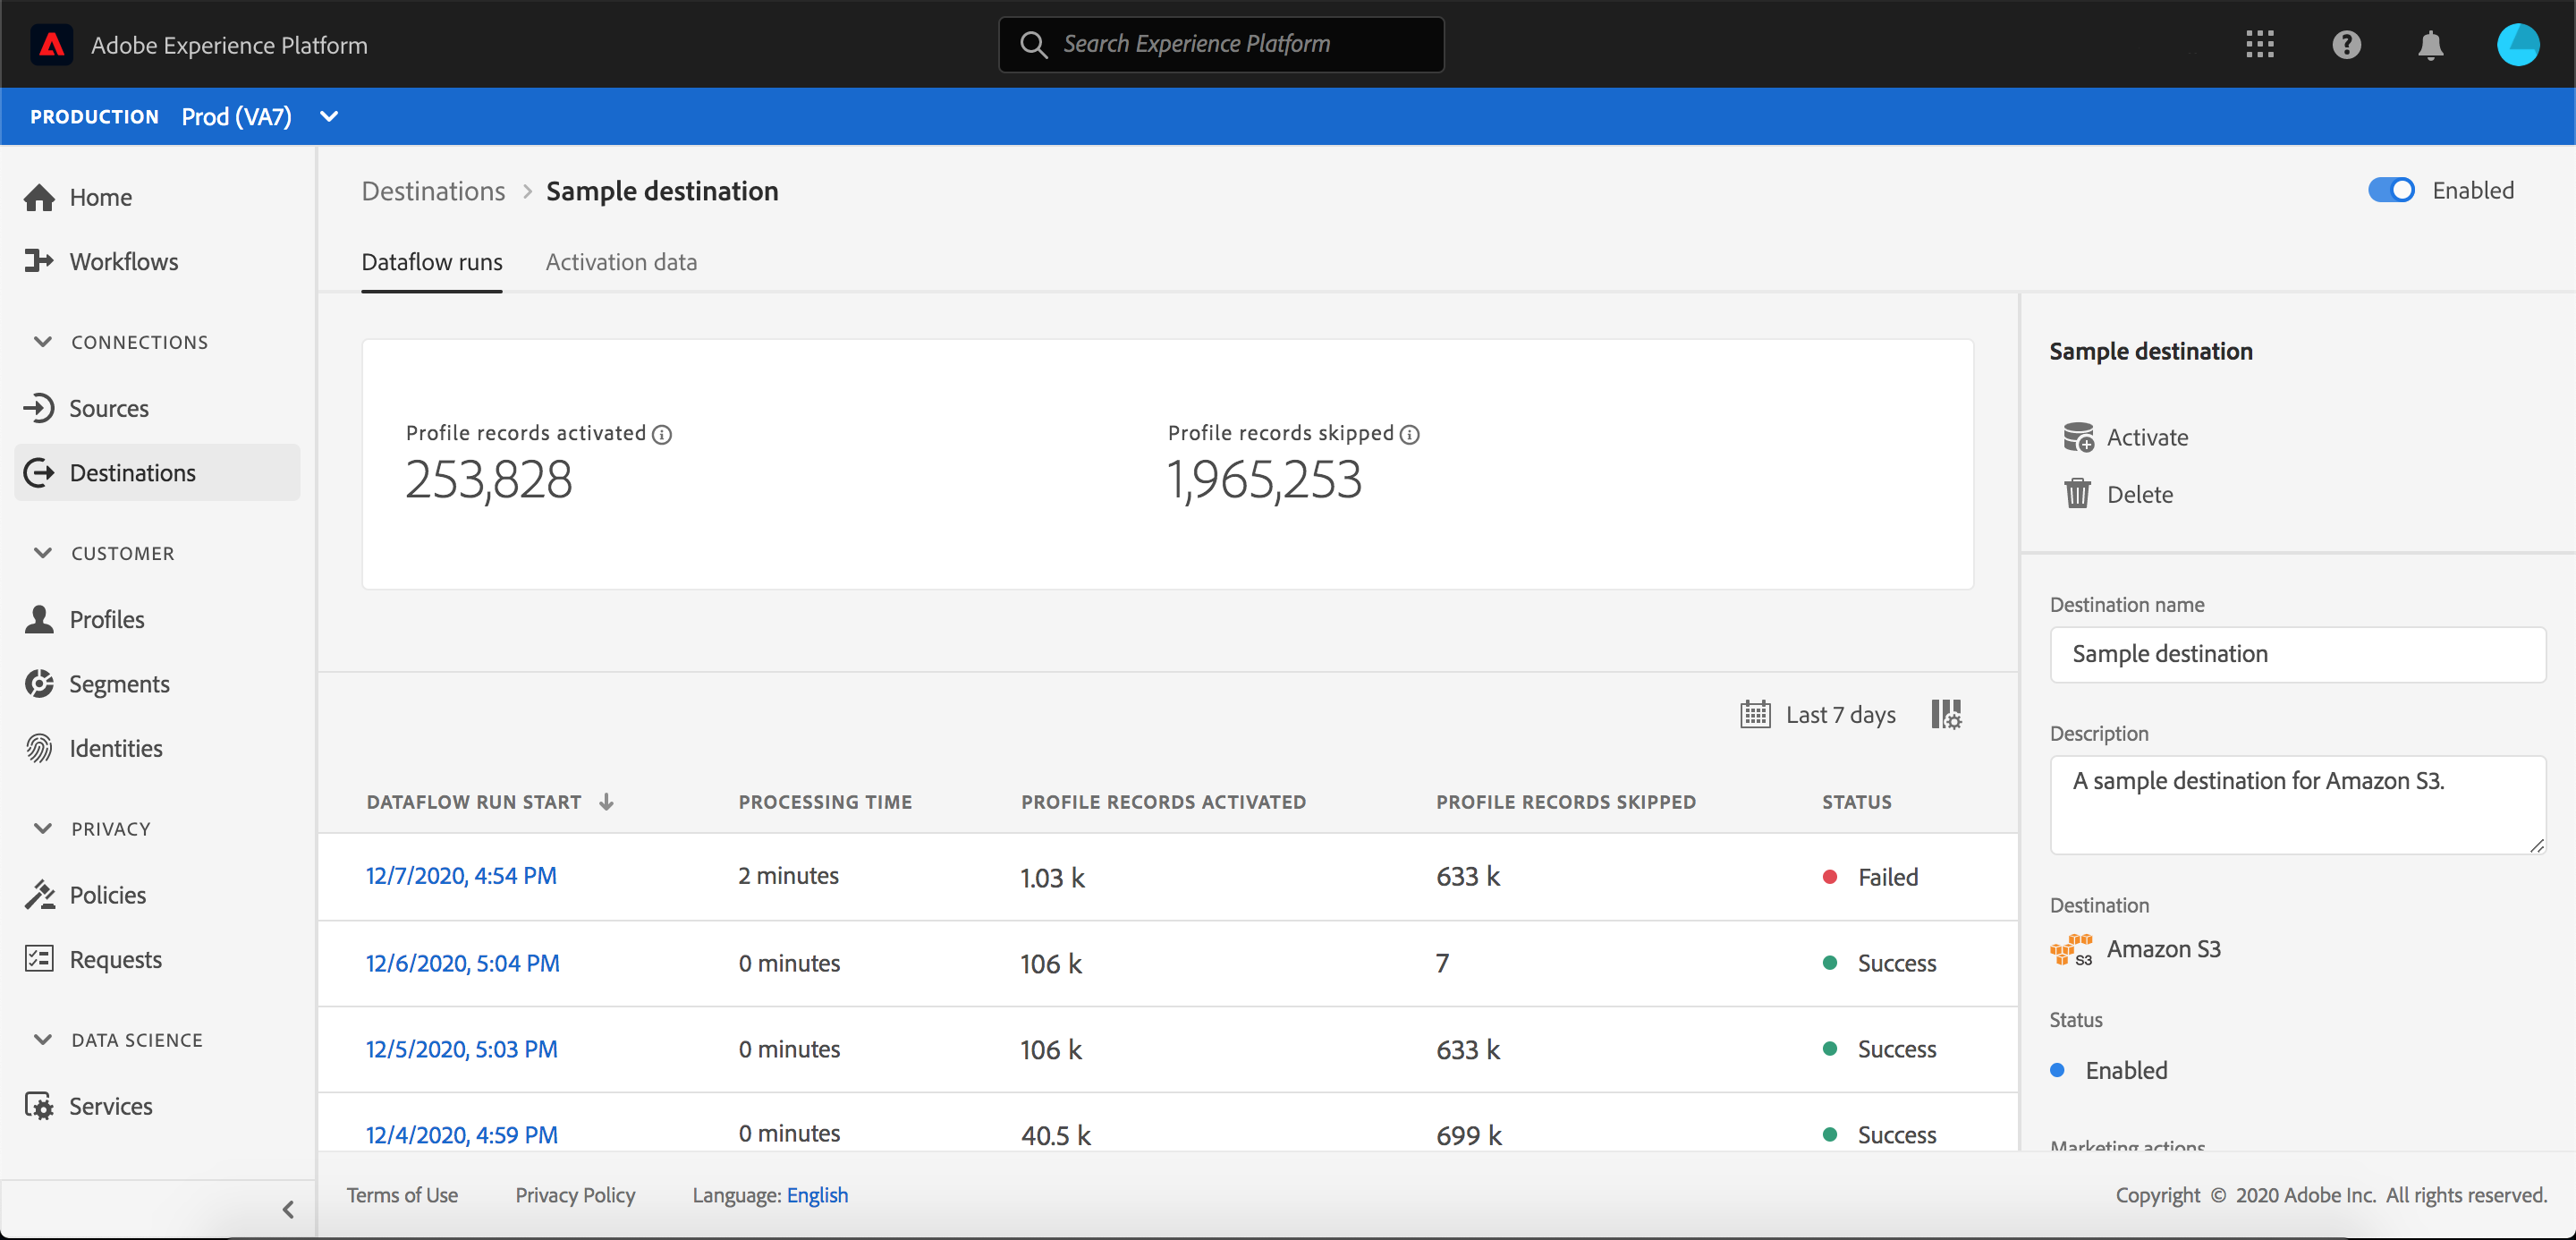 Adobe Experience Platform
Search Experience Platform
PRODUCTION Prod (VA7)
Home
Workflows
CONNECTIONS
Sources
Destinations
CUSTOMER
Profiles
Segments
Identities
PRIVACY
Policies
Requests
DATA SCIENCE
Services
Destinations > Sample destination
Enabled
Dataflow runs Activation data
Profile records activated
253,828
Profile records skipped
1,965,253
Last 7 days
DATAFLOW RUN START PROCESSING TIME PROFILE RECORDS ACTIVATED PROFILE RECORDS SKIPPED STATUS
12/7/2020, 4:54 PM 2 minutes 1.03 k 633 k Failed
12/6/2020, 5:04 PM 0 minutes 106 k 7 Success
12/5/2020, 5:03 PM 0 minutes 106 k 633 k Success
12/4/2020, 4:59 PM 0 minutes 40.5 k 699 k Success
Sample destination
Activate
Delete
Destination name
Sample destination
Description
A sample destination for Amazon S3.
Destination
S3 Amazon S3
Status
Enabled
Marketing actions
Terms of Use Privacy Policy Language: English
Copyright © 2020 Adobe Inc. All rights reserved.